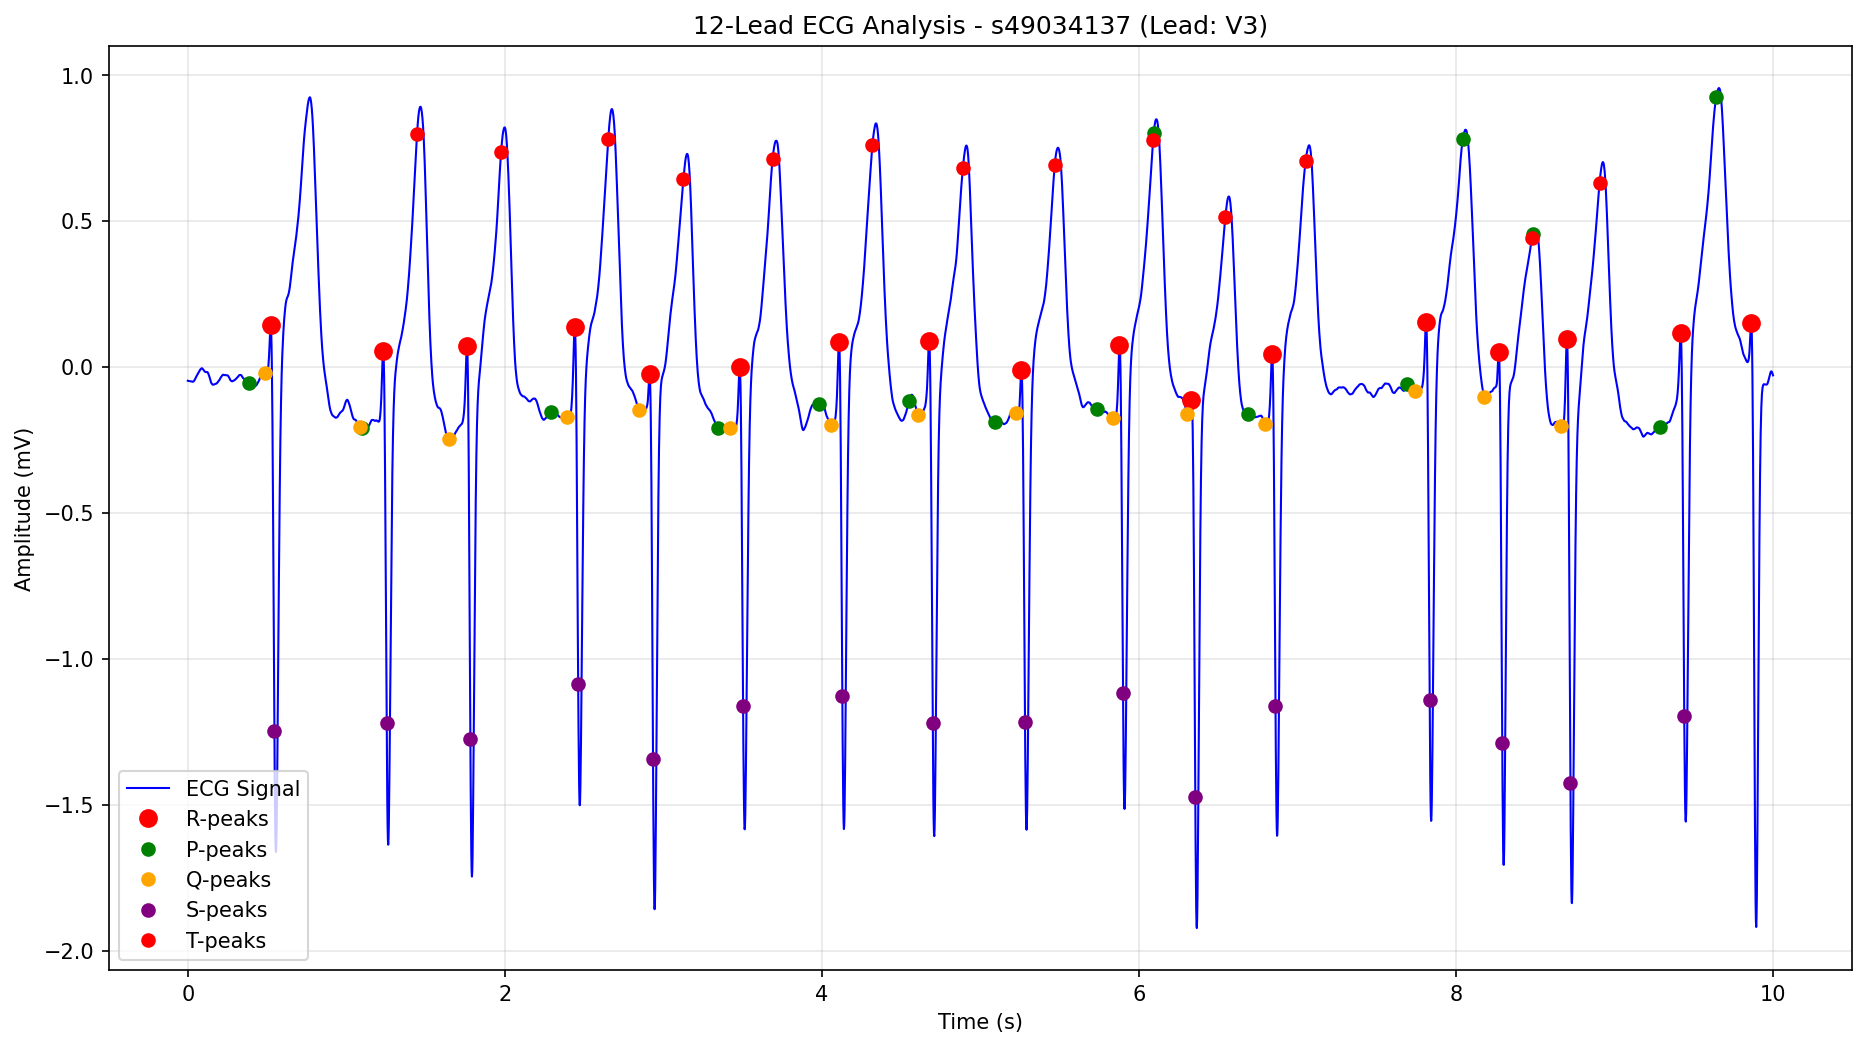 12-Lead ECG Analysis - s49034137 (Lead: V3)
Amplitude (mV)
1.0
0.5
0.0
−0.5
−1.0
−1.5
−2.0
ECG Signal
R-peaks
P-peaks
Q-peaks
S-peaks
T-peaks
0 2 4 6 8 10
Time (s)